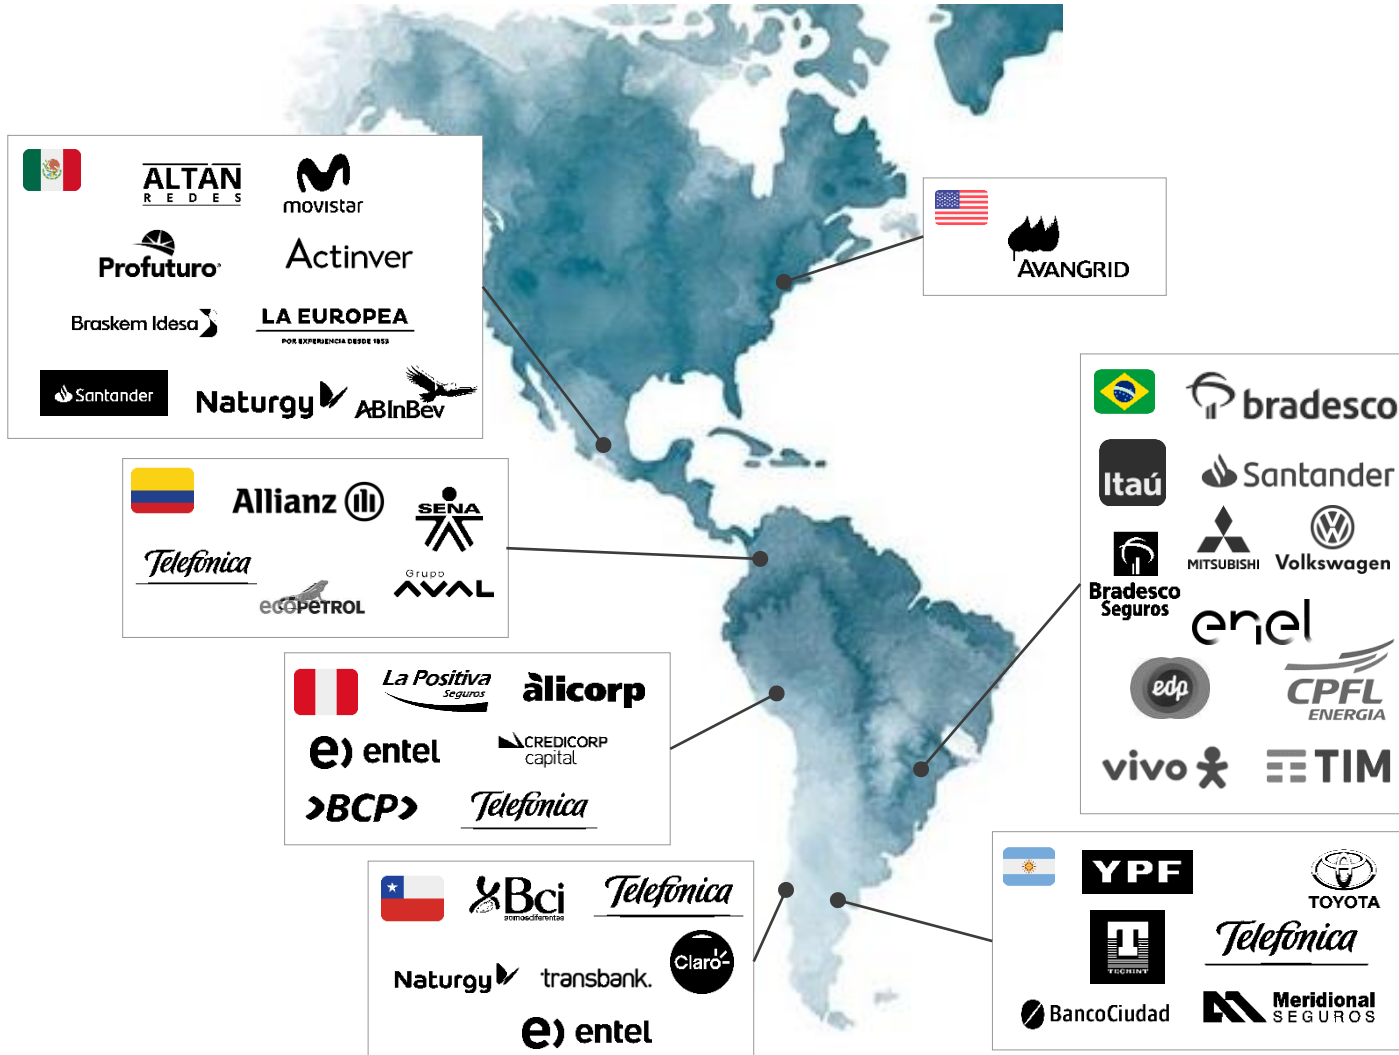 ALTÁN
REDES
movistar
Profuturo
Actinver
Braskem Idesa
LA EUROPEA
POR EXPERIENCIA DESDE 1953
Santander
Naturgy
ABInBev
AVANGRID
Allianz
SENA
Telefónica
ecopetrol
Grupo
AVAL
La Positiva
Seguros
alicorp
entel
CREDICORP
capital
BCP
Telefónica
Bci
somosdiferentes
Telefónica
Naturgy
transbank.
Claro
entel
bradesco
Itaú
Santander
Bradesco
Seguros
MITSUBISHI
Volkswagen
enel
edp
CPFL
ENERGIA
vivo
TIM
YPF
TOYOTA
TECHINT
Telefónica
BancoCiudad
Meridional
SEGUROS